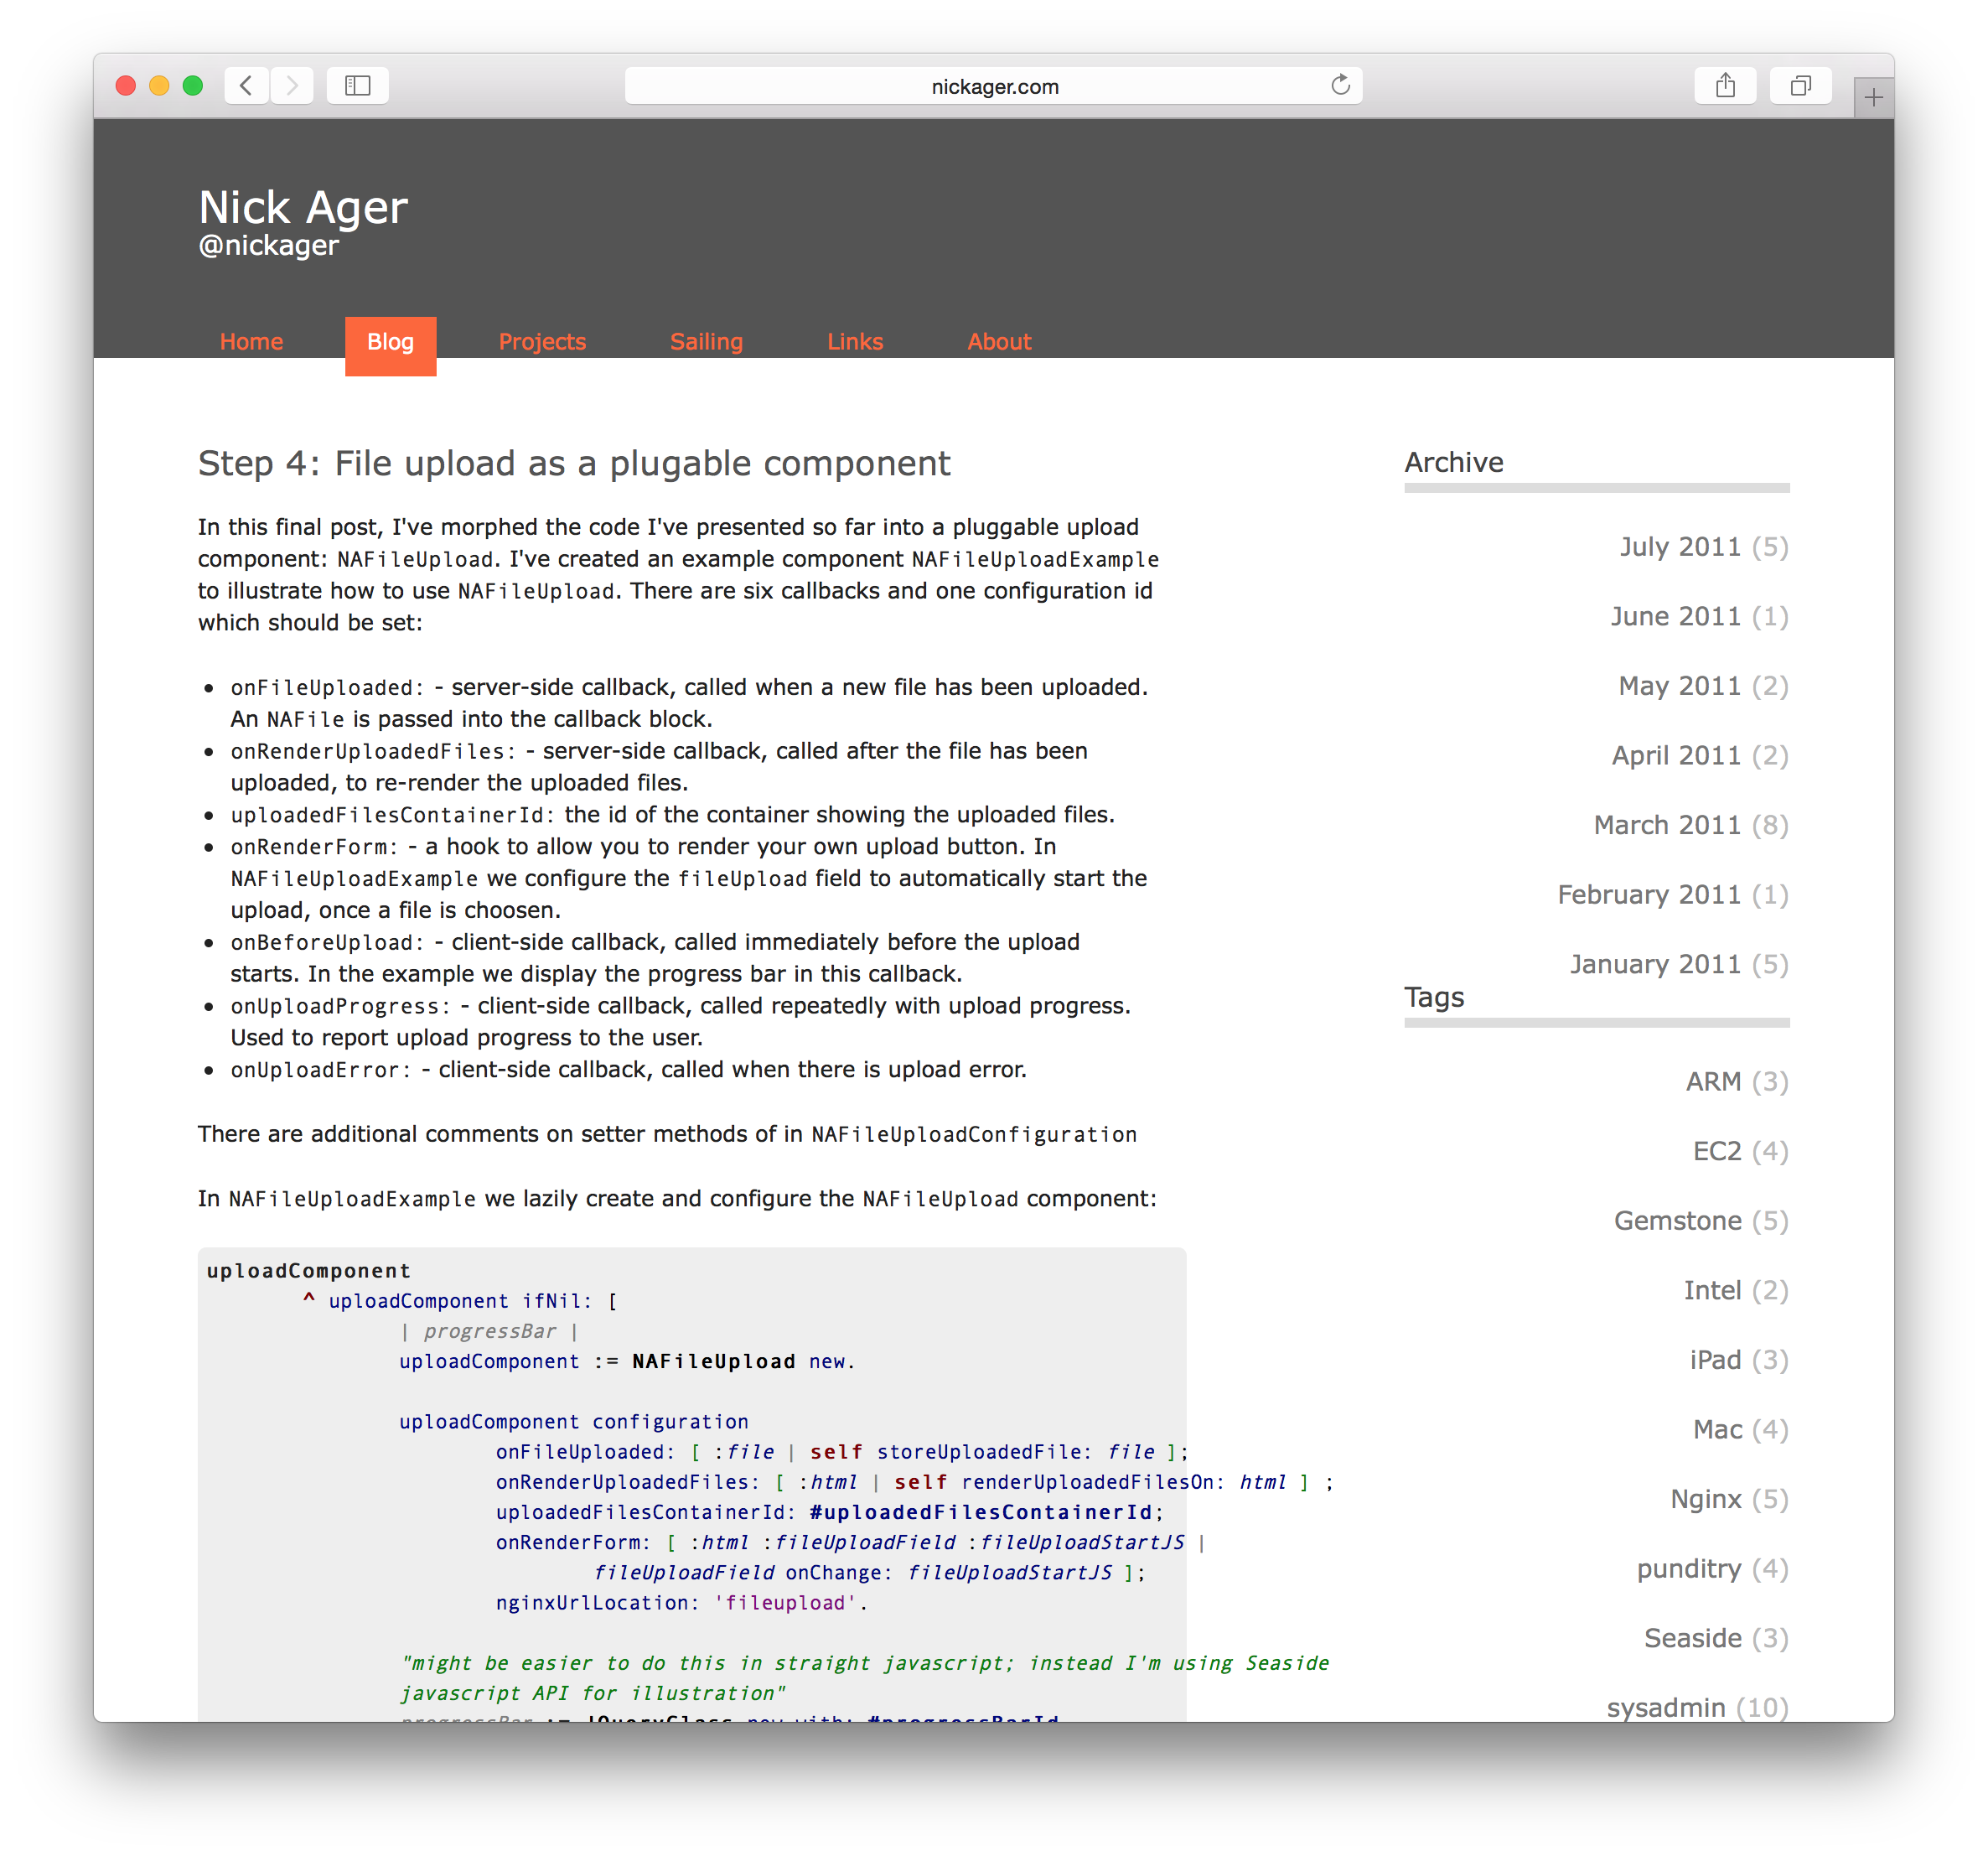 nickager.com
Nick Ager
@nickager
Home Blog Projects Sailing Links About
Step 4: File upload as a plugable component
In this final post, I've morphed the code I've presented so far into a pluggable upload
component: NAFileUpload. I've created an example component NAFileUploadExample
to illustrate how to use NAFileUpload. There are six callbacks and one configuration id
which should be set:
• onFileUploaded: - server-side callback, called when a new file has been uploaded.
An NAFile is passed into the callback block.
• onRenderUploadedFiles: - server-side callback, called after the file has been
uploaded, to re-render the uploaded files.
• uploadedFilesContainerId: the id of the container showing the uploaded files.
• onRenderForm: - a hook to allow you to render your own upload button. In
NAFileUploadExample we configure the fileUpload field to automatically start the
upload, once a file is choosen.
• onBeforeUpload: - client-side callback, called immediately before the upload
starts. In the example we display the progress bar in this callback.
• onUploadProgress: - client-side callback, called repeatedly with upload progress.
Used to report upload progress to the user.
• onUploadError: - client-side callback, called when there is upload error.
There are additional comments on setter methods of in NAFileUploadConfiguration
In NAFileUploadExample we lazily create and configure the NAFileUpload component:
uploadComponent
^ uploadComponent ifNil: [
| progressBar |
uploadComponent := NAFileUpload new.
uploadComponent configuration
onFileUploaded: [ :file | self storeUploadedFile: file ];
onRenderUploadedFiles: [ :html | self renderUploadedFilesOn: html ] ;
uploadedFilesContainerId: #uploadedFilesContainerId;
onRenderForm: [ :html :fileUploadField :fileUploadStartJS |
fileUploadField onChange: fileUploadStartJS ];
nginxUrlLocation: 'fileupload'.
"might be easier to do this in straight javascript; instead I'm using Seaside
javascript API for illustration"
progressBar := JQueryClass new with: #progressBarId
Archive
July 2011 (5)
June 2011 (1)
May 2011 (2)
April 2011 (2)
March 2011 (8)
February 2011 (1)
January 2011 (5)
Tags
ARM (3)
EC2 (4)
Gemstone (5)
Intel (2)
iPad (3)
Mac (4)
Nginx (5)
punditry (4)
Seaside (3)
sysadmin (10)